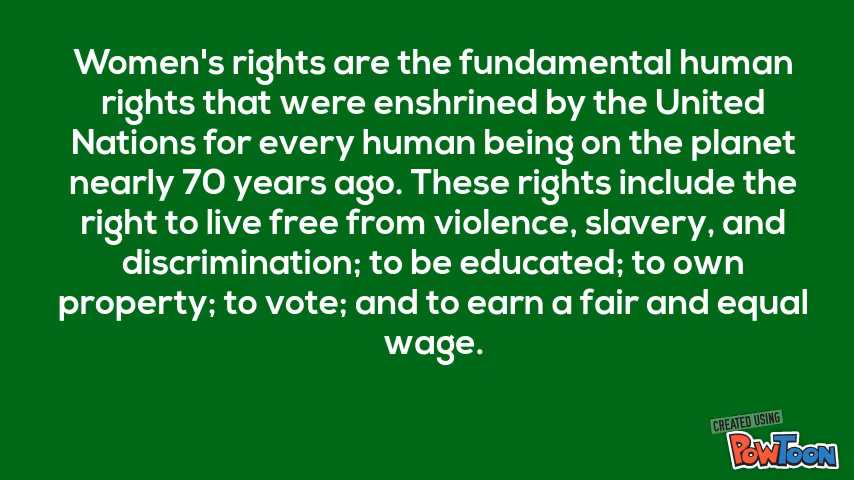 Women's rights are the fundamental human
rights that were enshrined by the United
Nations for every human being on the planet
nearly 70 years ago. These rights include the
right to live free from violence, slavery, and
discrimination; to be educated; to own
property; to vote; and to earn a fair and equal
wage.
CREATED USING
POWTOON